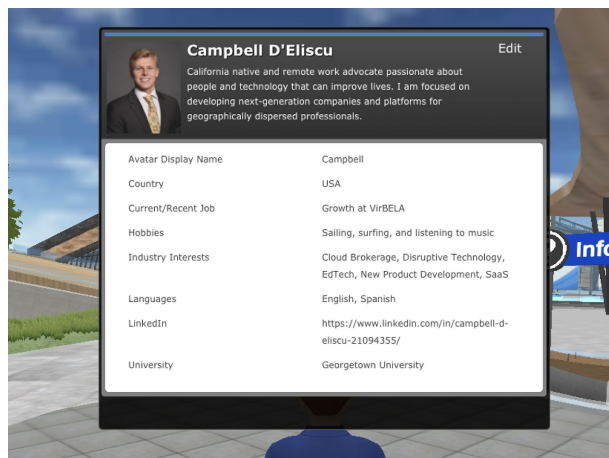 Campbell D'Eliscu
Edit
California native and remote work advocate passionate about
people and technology that can improve lives. I am focused on
developing next-generation companies and platforms for
geographically dispersed professionals.
Avatar Display Name Campbell
Country USA
Current/Recent Job Growth at VirBELA
Hobbies Sailing, surfing, and listening to music
Industry Interests Cloud Brokerage, Disruptive Technology,
EdTech, New Product Development, SaaS
Languages English, Spanish
LinkedIn https://www.linkedin.com/in/campbell-d-
eliscu-21094355/
University Georgetown University
Info